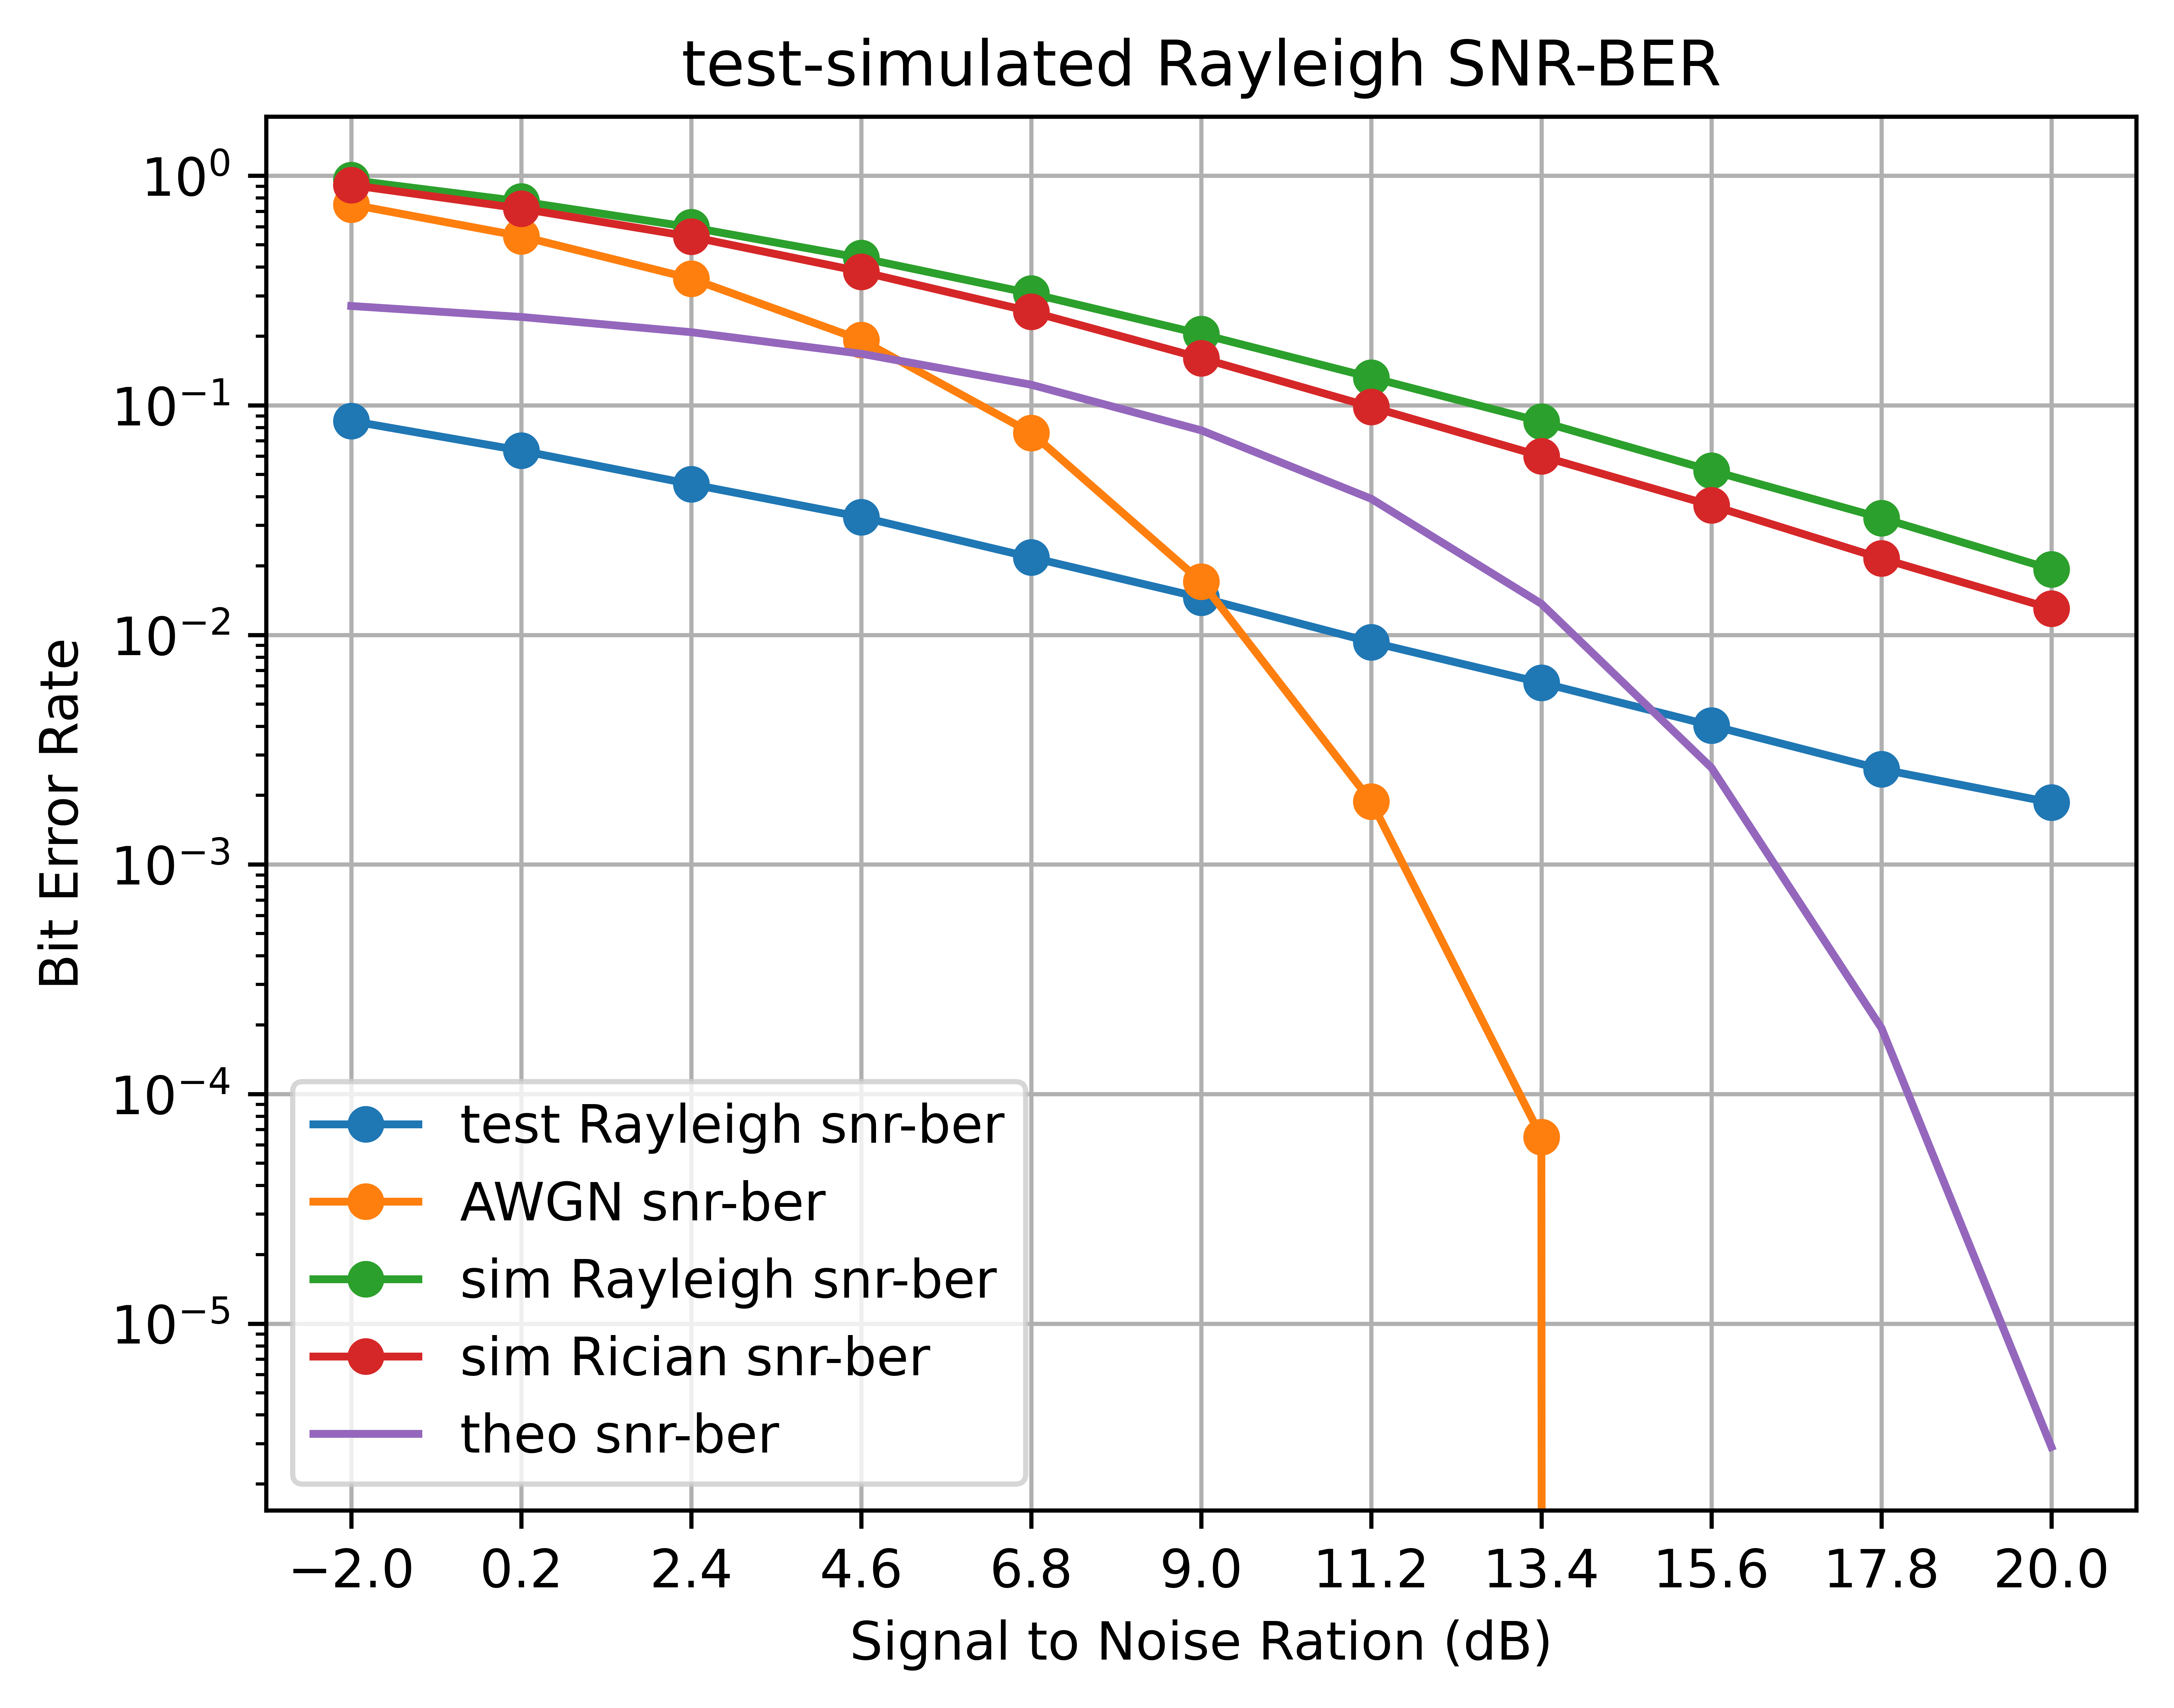 test-simulated Rayleigh SNR-BER
Bit Error Rate
10⁰
10⁻¹
10⁻²
10⁻³
10⁻⁴
10⁻⁵
test Rayleigh snr-ber
AWGN snr-ber
sim Rayleigh snr-ber
sim Rician snr-ber
theo snr-ber
−2.0 0.2 2.4 4.6 6.8 9.0 11.2 13.4 15.6 17.8 20.0
Signal to Noise Ration (dB)